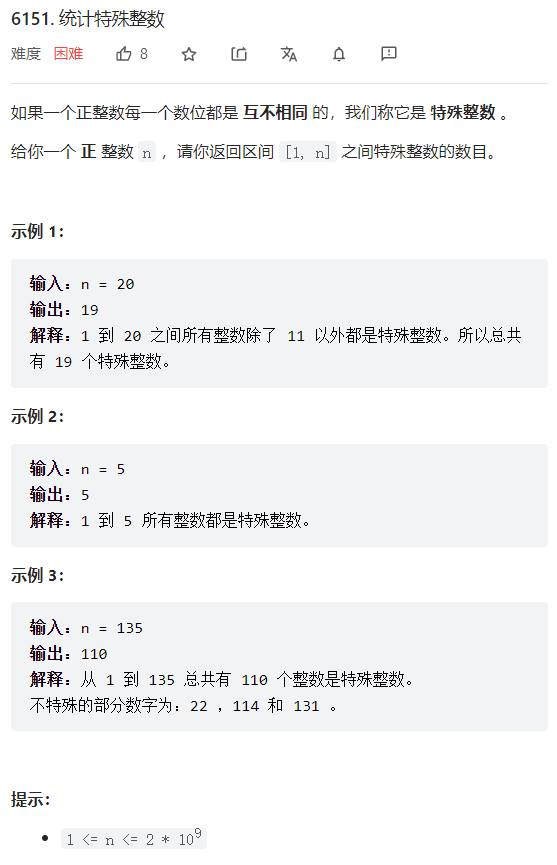 6151. 统计特殊整数
难度 困难 8
如果一个正整数每一个数位都是 互不相同 的，我们称它是 特殊整数 。
给你一个 正 整数 n ，请你返回区间 [1, n] 之间特殊整数的数目。
示例 1：
输入：n = 20
输出：19
解释：1 到 20 之间所有整数除了 11 以外都是特殊整数。所以总共
有 19 个特殊整数。
示例 2：
输入：n = 5
输出：5
解释：1 到 5 所有整数都是特殊整数。
示例 3：
输入：n = 135
输出：110
解释：从 1 到 135 总共有 110 个整数是特殊整数。
不特殊的部分数字为：22 ，114 和 131 。
提示：
• 1 <= n <= 2 * 10⁹